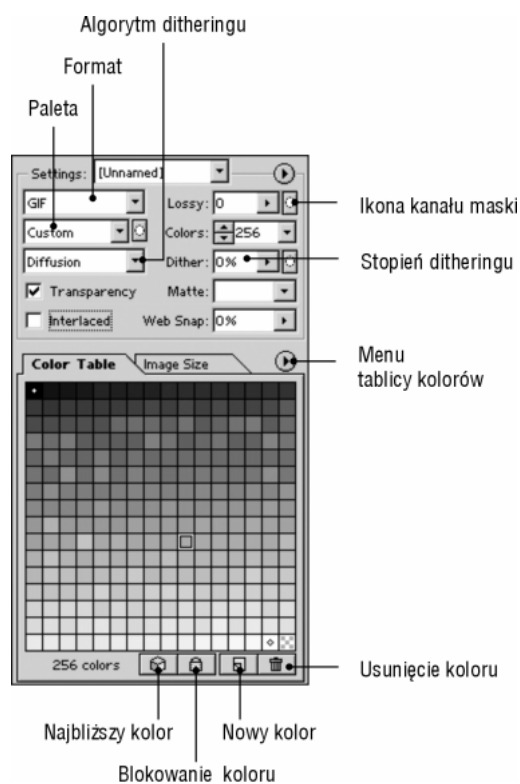 Algorytm ditheringu
Format
Paleta
Settings: [Unnamed]
GIF Lossy: 0
Ikona kanału maski
Custom Colors: 256
Diffusion Dither: 0%
Stopień ditheringu
Transparency Matte:
Interlaced Web Snap: 0%
Menu
tablicy kolorów
Color Table Image Size
256 colors
Usunięcie koloru
Najbliższy kolor Nowy kolor
Blokowanie koloru